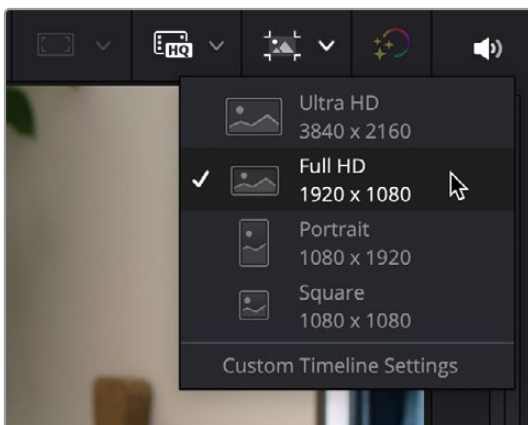 HQ
Ultra HD
3840 x 2160
Full HD
1920 x 1080
Portrait
1080 x 1920
Square
1080 x 1080
Custom Timeline Settings